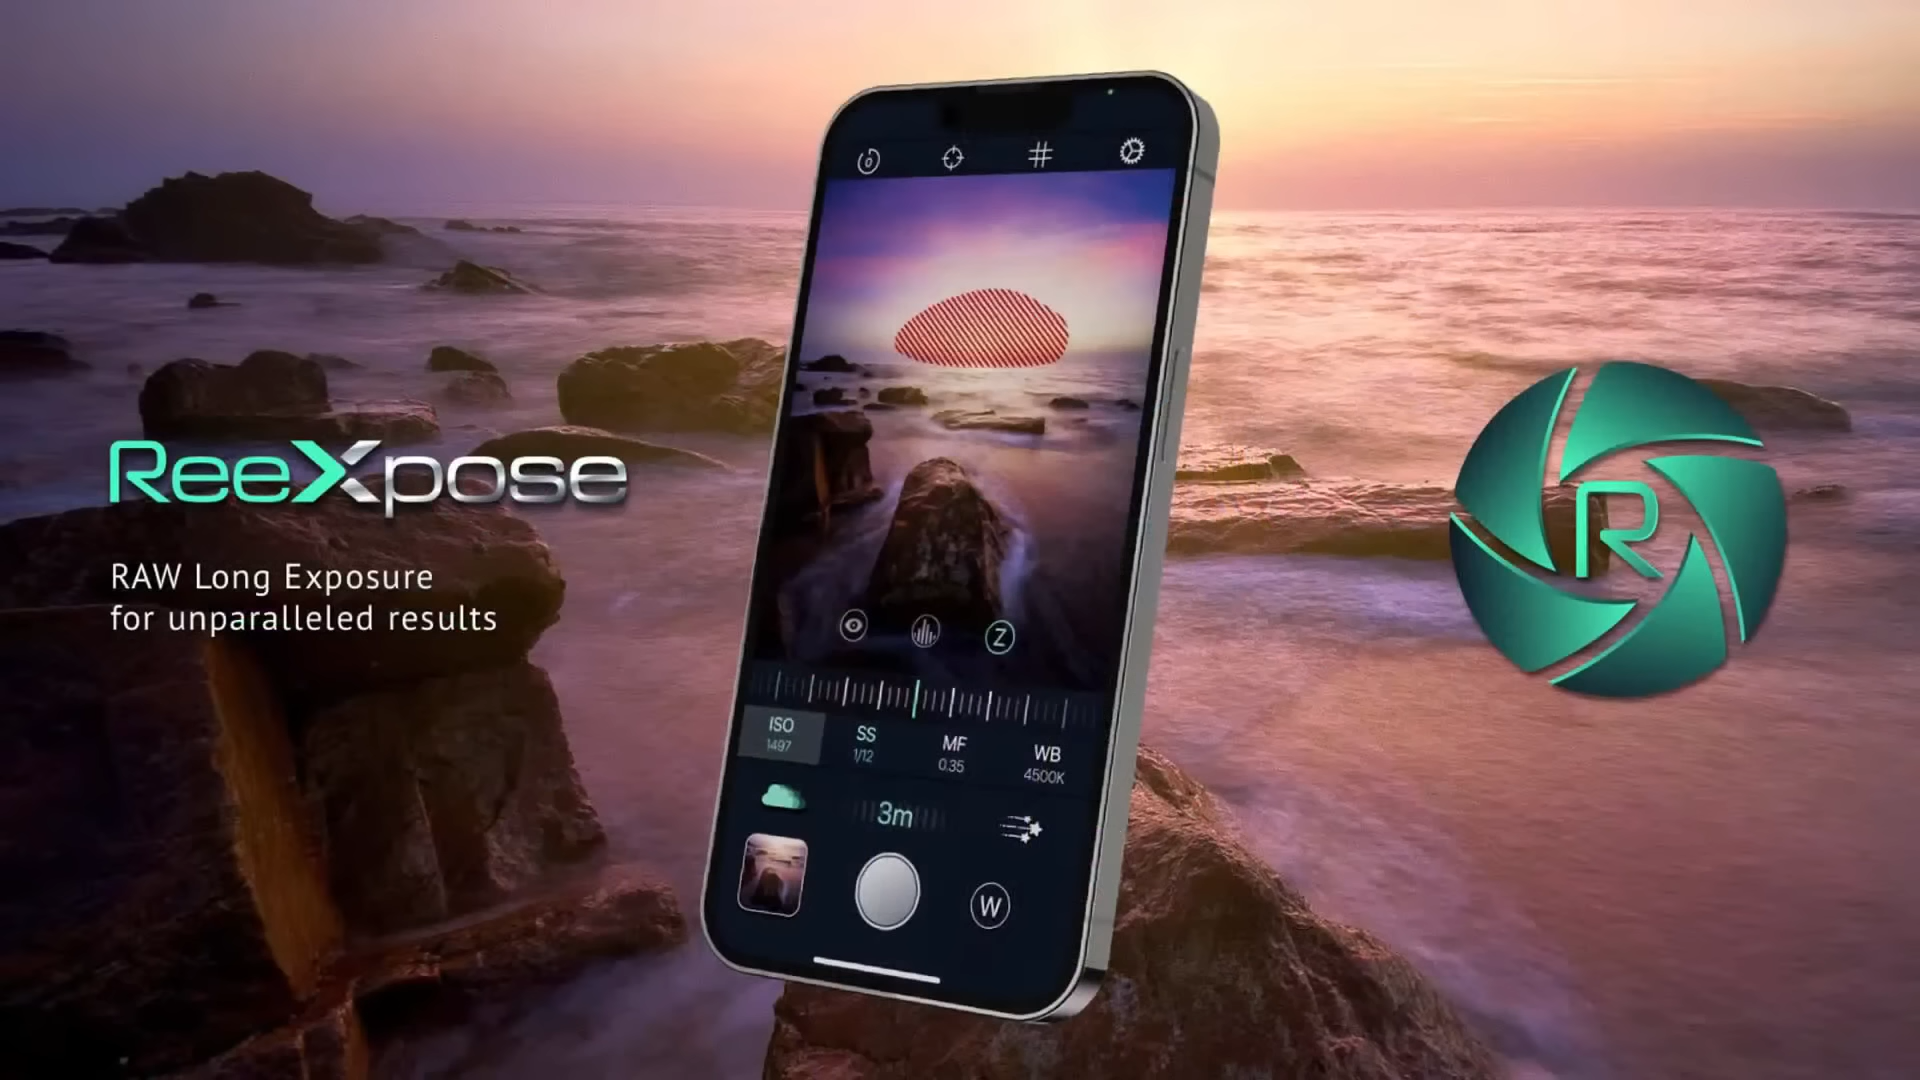 ReeXpose
RAW Long Exposure
for unparalleled results
Z
ISO
1497
SS
1/12
MF
0.35
WB
4500K
3m
W
R